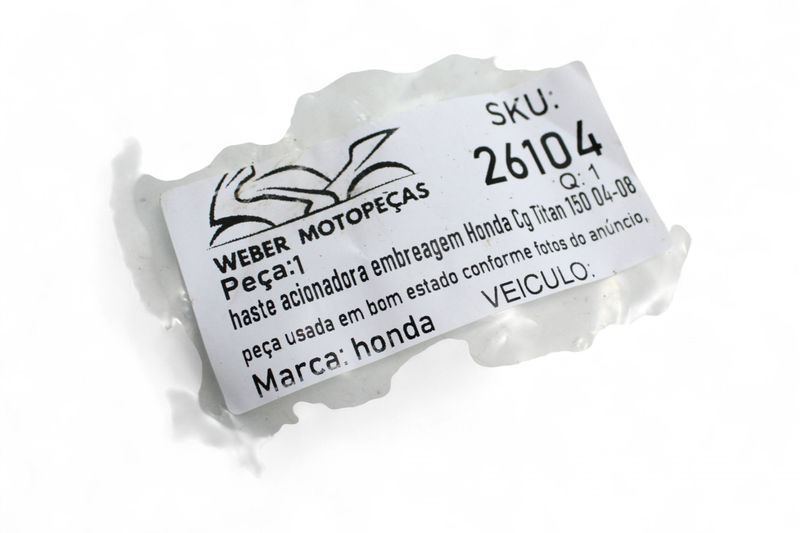 WEBER MOTOPEÇAS
SKU:
26104
Q: 1
Peça:1
haste acionadora embreagem Honda Cg Titan 150 04-08
peça usada em bom estado conforme fotos do anúncio,
Marca: honda
VEICULO: